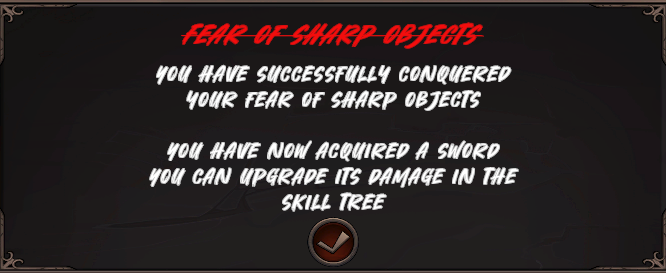 FEAR OF SHARP OBJECTS
YOU HAVE SUCCESSFULLY CONQUERED
YOUR FEAR OF SHARP OBJECTS
YOU HAVE NOW ACQUIRED A SWORD
YOU CAN UPGRADE ITS DAMAGE IN THE
SKILL TREE